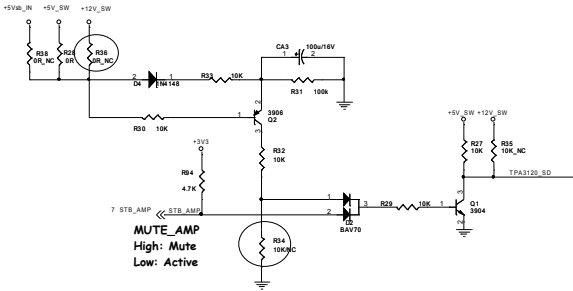 +5Vsb_IN
+5V_SW
+12V_SW
R38
0R_NC
R28
0R
R36
0R_NC
CA3
100u/16V
1
2
2
1
D4
1N4148
R33
10K
R31
100k
R30
10K
1
2
3
3906
Q2
+3V3
R32
10K
R94
4.7K
+5V_SW
+12V_SW
R27
10K
R35
10K_NC
TPA3120_SD
7 STB_AMP
STB_AMP
1
2
3
D2
BAV70
R29
10K
1
3
2
Q1
3904
MUTE_AMP
High: Mute
Low: Active
R34
10K/NC